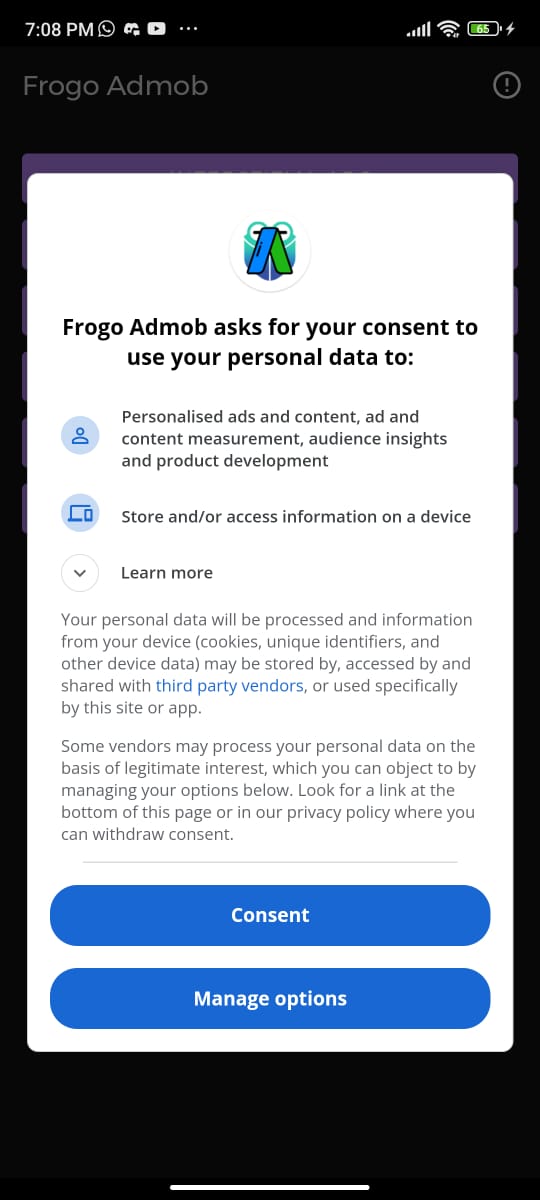 7:08 PM
65
Frogo Admob
Frogo Admob asks for your consent to
use your personal data to:
Personalised ads and content, ad and
content measurement, audience insights
and product development
Store and/or access information on a device
Learn more
Your personal data will be processed and information
from your device (cookies, unique identifiers, and
other device data) may be stored by, accessed by and
shared with third party vendors, or used specifically
by this site or app.
Some vendors may process your personal data on the
basis of legitimate interest, which you can object to by
managing your options below. Look for a link at the
bottom of this page or in our privacy policy where you
can withdraw consent.
Consent
Manage options